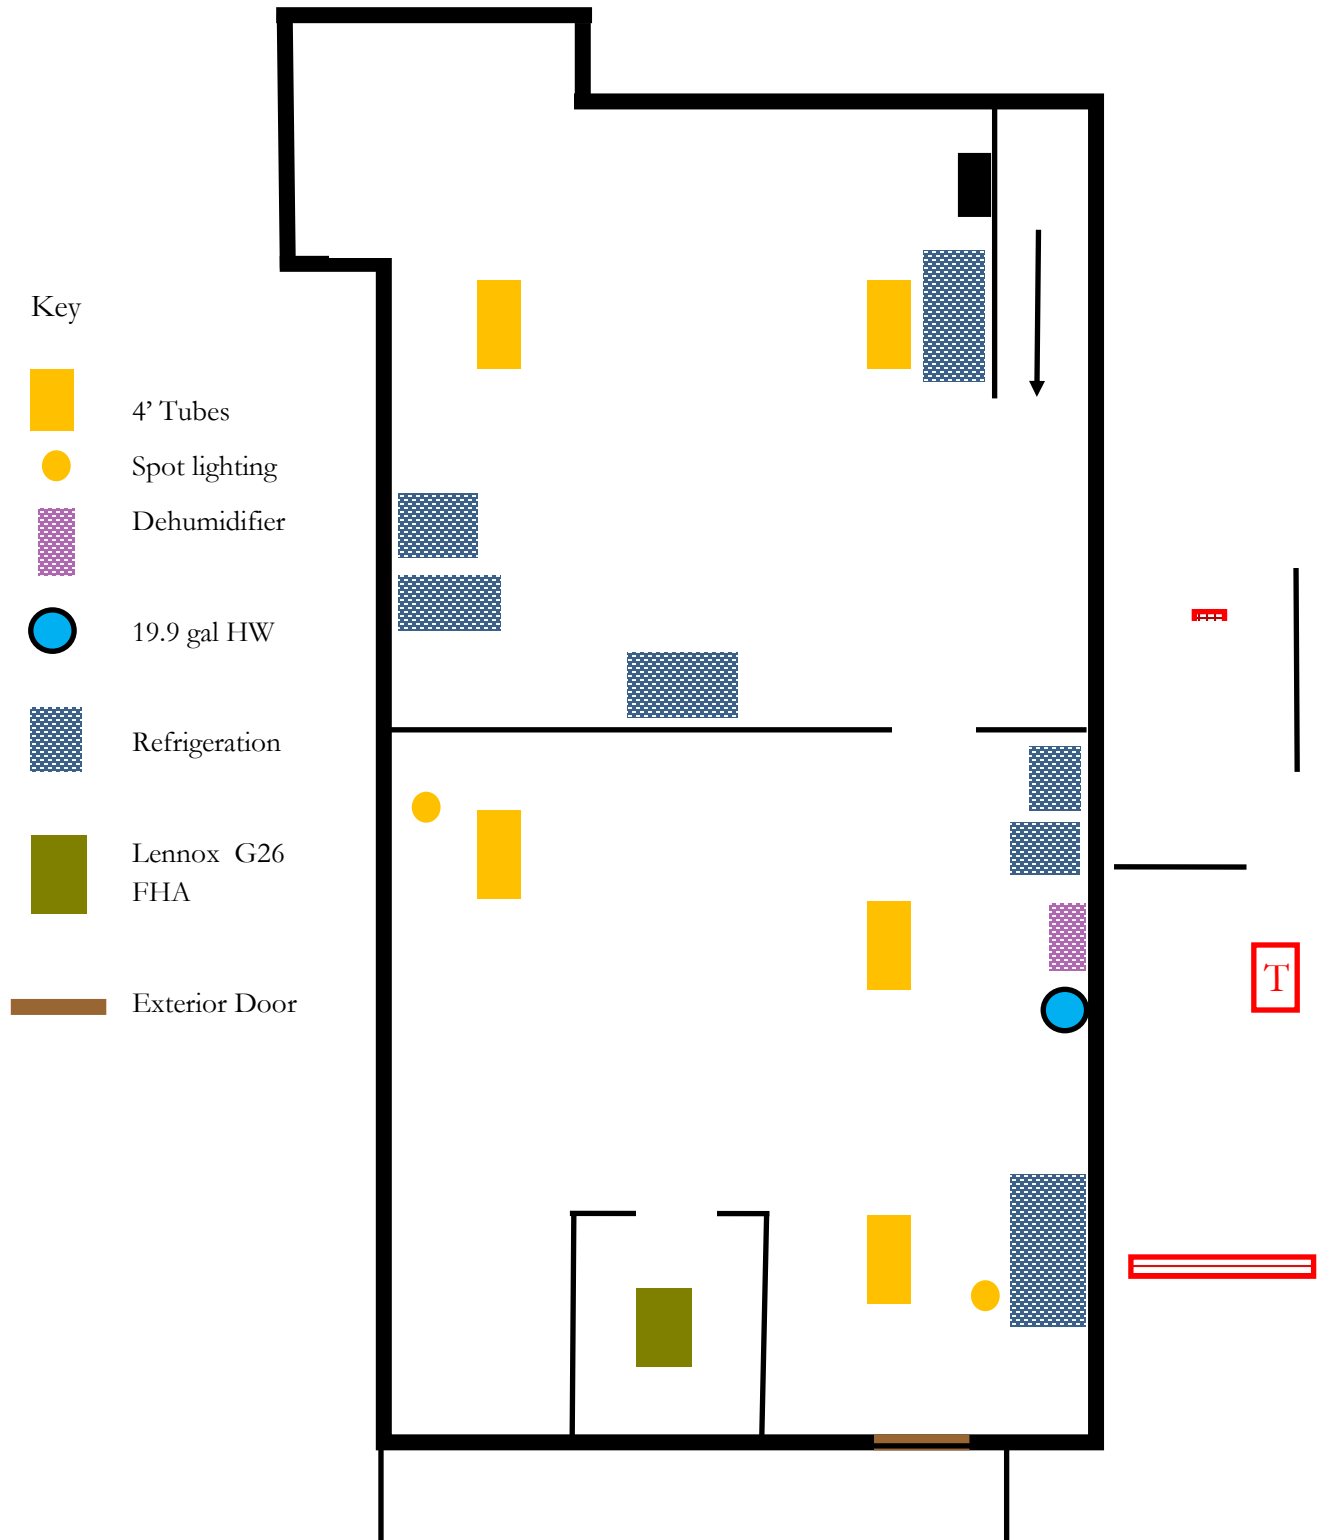 Key
4’ Tubes
Spot lighting
Dehumidifier
19.9 gal HW
Refrigeration
Lennox G26
FHA
Exterior Door
T